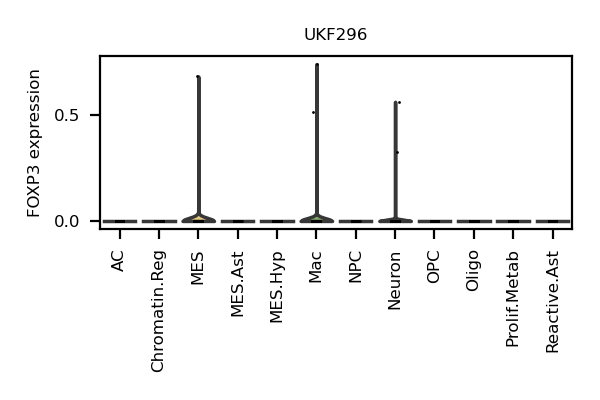 UKF296
FOXP3 expression
0.5
0.0
AC
Chromatin.Reg
MES
MES.Ast
MES.Hyp
Mac
NPC
Neuron
OPC
Oligo
Prolif.Metab
Reactive.Ast